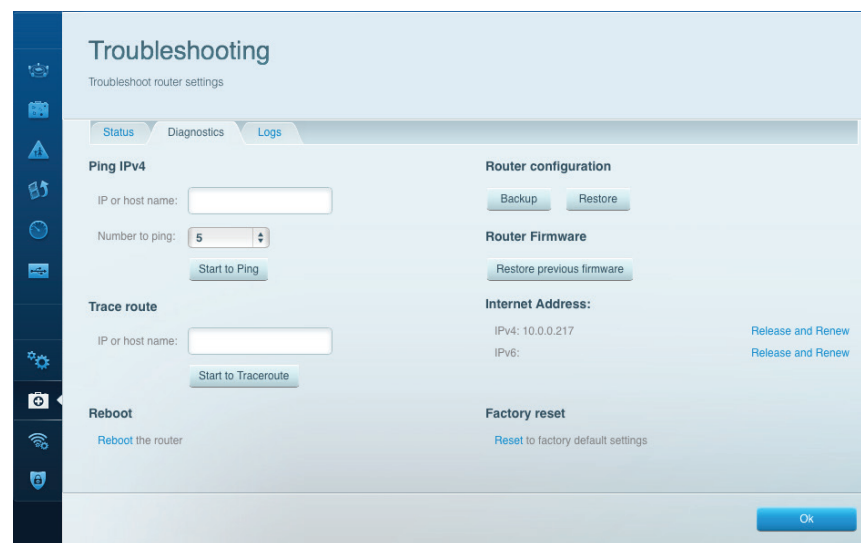 Troubleshooting
Troubleshoot router settings
Status Diagnostics Logs
Ping IPv4
IP or host name:
Number to ping: 5
Start to Ping
Trace route
IP or host name:
Start to Traceroute
Reboot
Reboot the router
Router configuration
Backup Restore
Router Firmware
Restore previous firmware
Internet Address:
IPv4: 10.0.0.217 Release and Renew
IPv6: Release and Renew
Factory reset
Reset to factory default settings
Ok